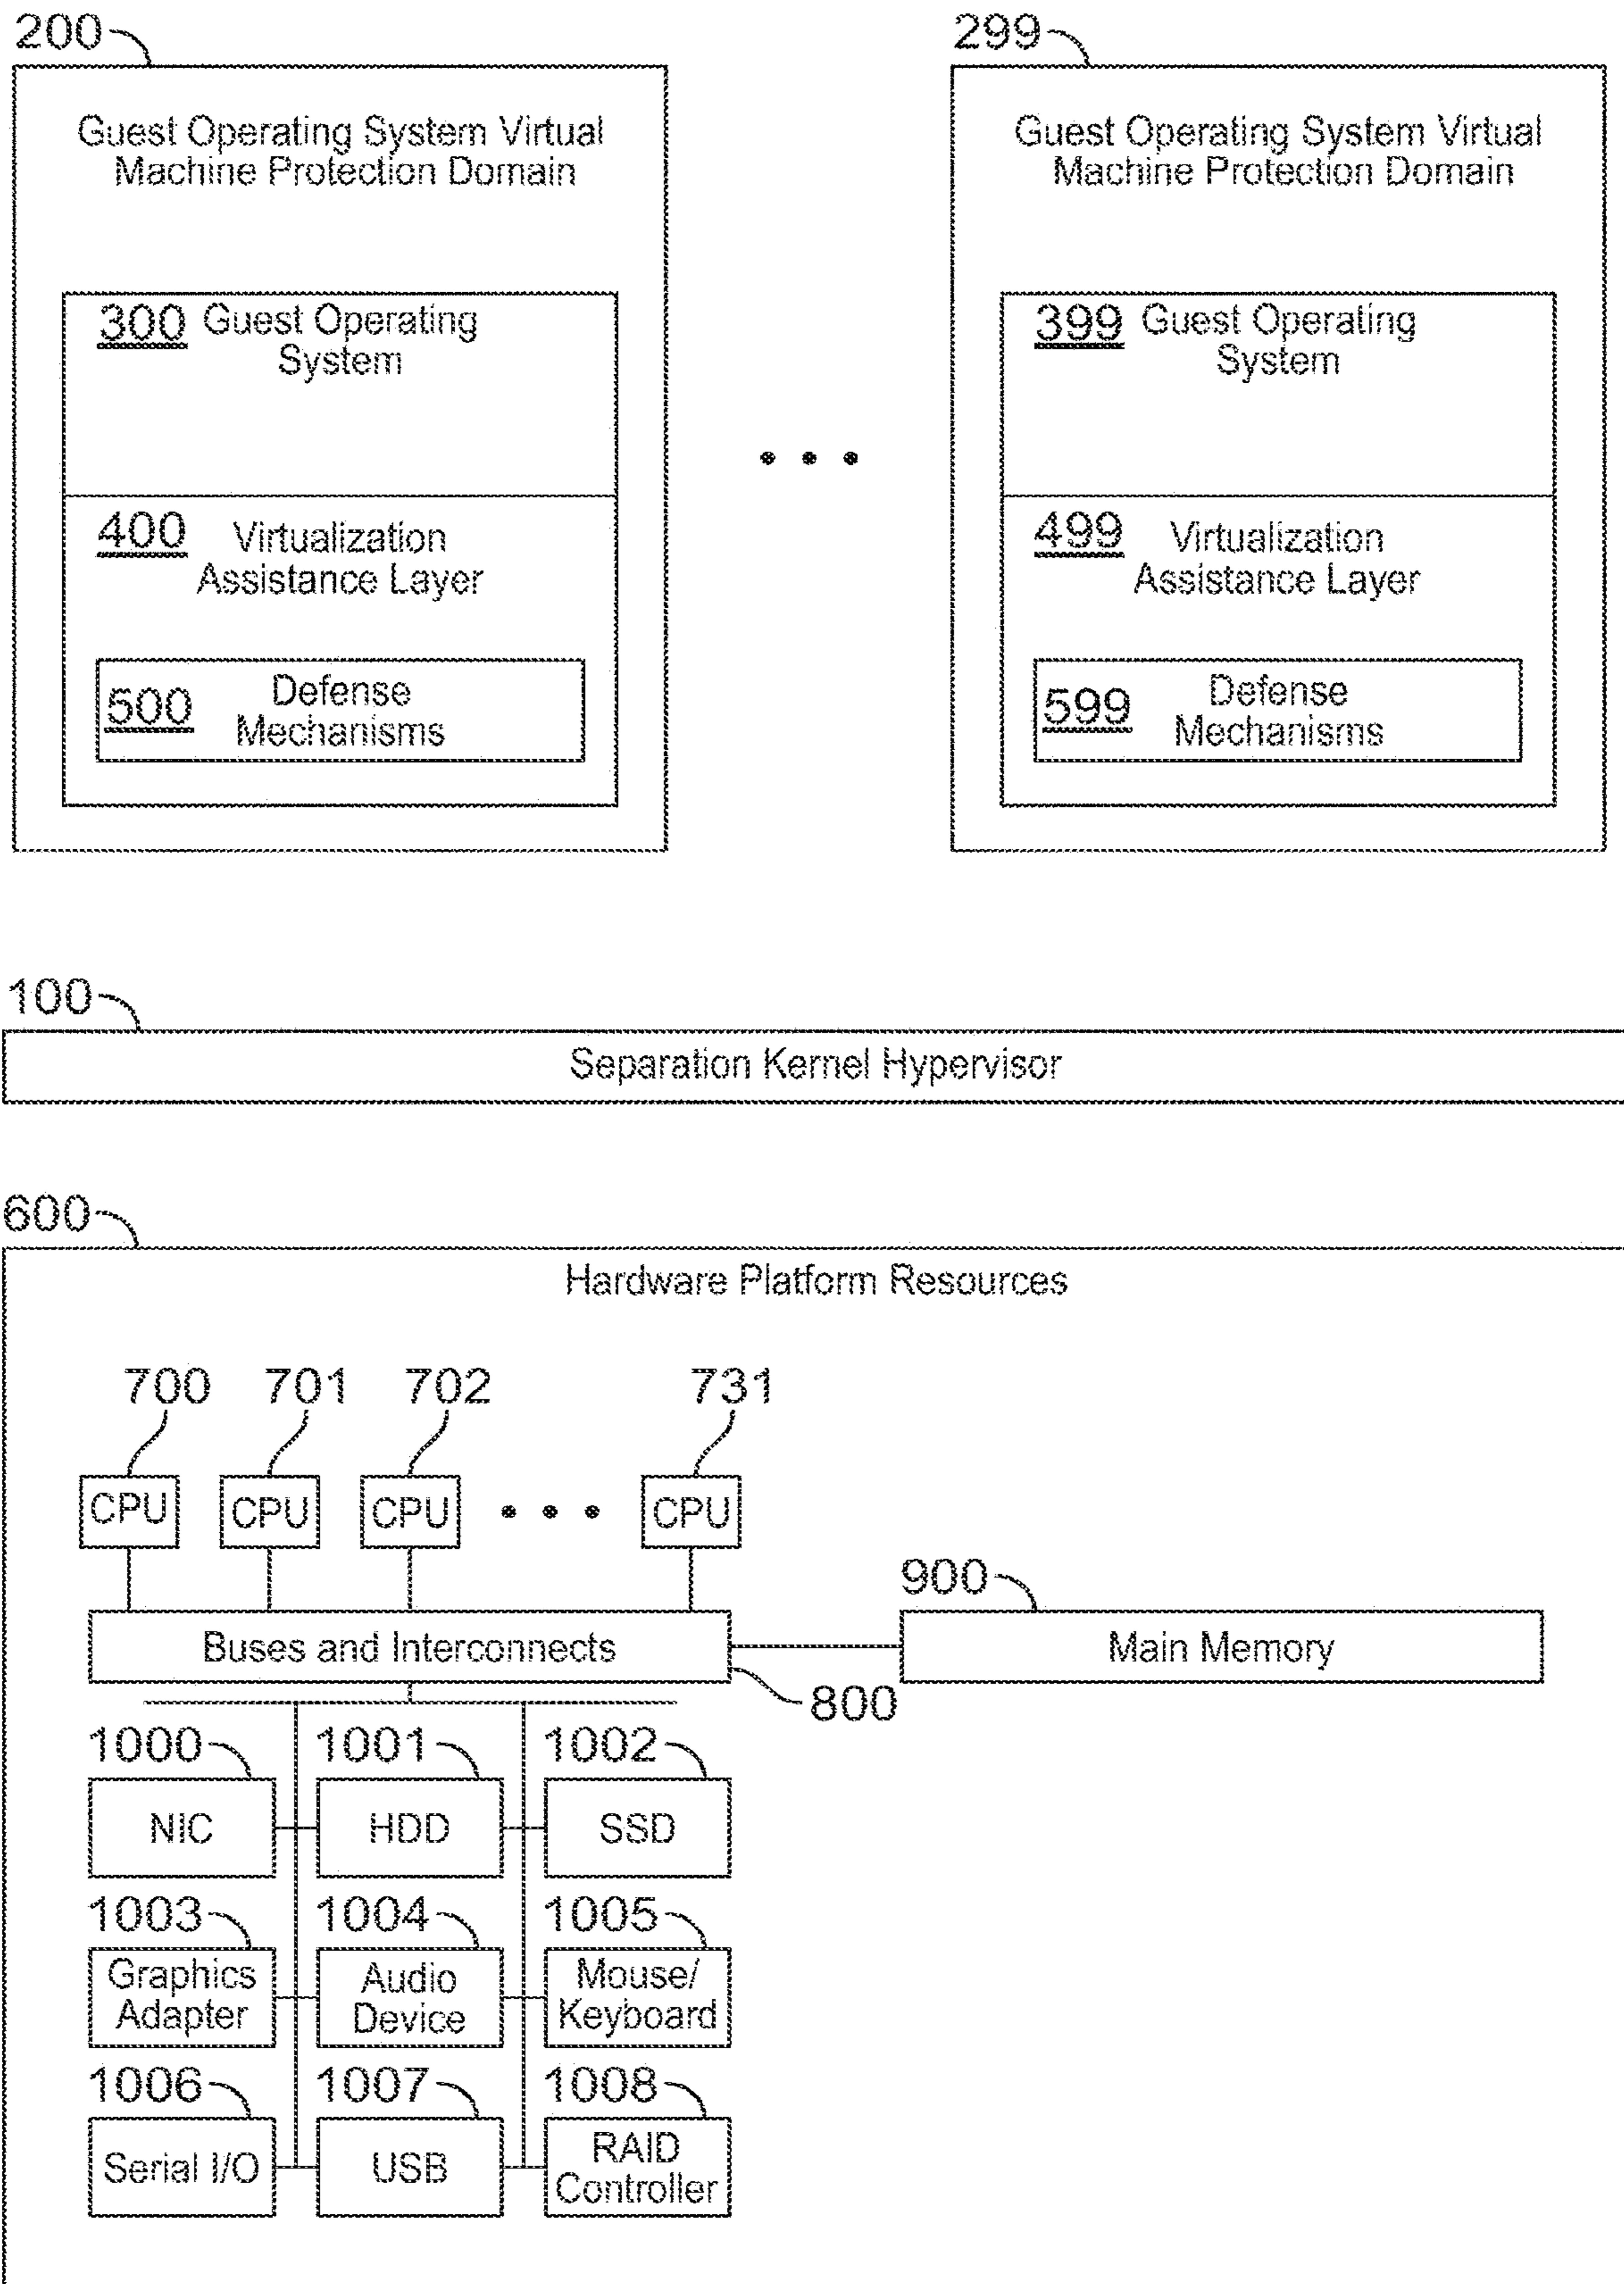 200
299
Guest Operating System Virtual
Machine Protection Domain
Guest Operating System Virtual
Machine Protection Domain
300 Guest Operating
System
399 Guest Operating
System
400 Virtualization
Assistance Layer
499 Virtualization
Assistance Layer
500 Defense
Mechanisms
599 Defense
Mechanisms
100
Separation Kernel Hypervisor
600
Hardware Platform Resources
700 701 702 731
CPU CPU CPU CPU
900
Buses and Interconnects
Main Memory
800
1000 1001 1002
NIC HDD SSD
1003 1004 1005
Graphics
Adapter
Audio
Device
Mouse/
Keyboard
1006 1007 1008
Serial I/O
USB
RAID
Controller